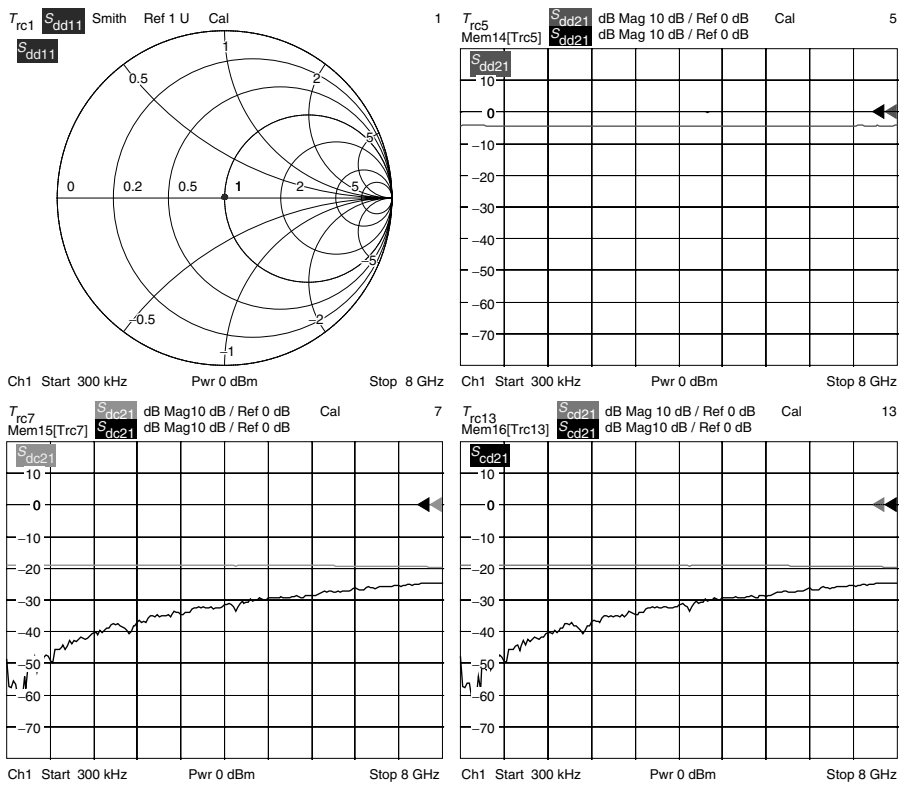 Trc1 Sdd11 Smith Ref 1 U Cal 1
Sdd11
1
0.5 2
5
0 0.2 0.5 1 2 5
−5
−0.5 −2
−1
Ch1 Start 300 kHz Pwr 0 dBm Stop 8 GHz
Trc5 Sdd21 dB Mag 10 dB / Ref 0 dB Cal 5
Mem14[Trc5] Sdd21 dB Mag 10 dB / Ref 0 dB
Sdd21
10
0
−10
−20
−30
−40
−50
−60
−70
Ch1 Start 300 kHz Pwr 0 dBm Stop 8 GHz
Trc7 Sdc21 dB Mag10 dB / Ref 0 dB Cal 7
Mem15[Trc7] Sdc21 dB Mag10 dB / Ref 0 dB
Sdc21
10
0
−10
−20
−30
−40
−50
−60
−70
Ch1 Start 300 kHz Pwr 0 dBm Stop 8 GHz
Trc13 Scd21 dB Mag10 dB / Ref 0 dB Cal 13
Mem16[Trc13] Scd21 dB Mag10 dB / Ref 0 dB
Scd21
10
0
−10
−20
−30
−40
−50
−60
−70
Ch1 Start 300 kHz Pwr 0 dBm Stop 8 GHz